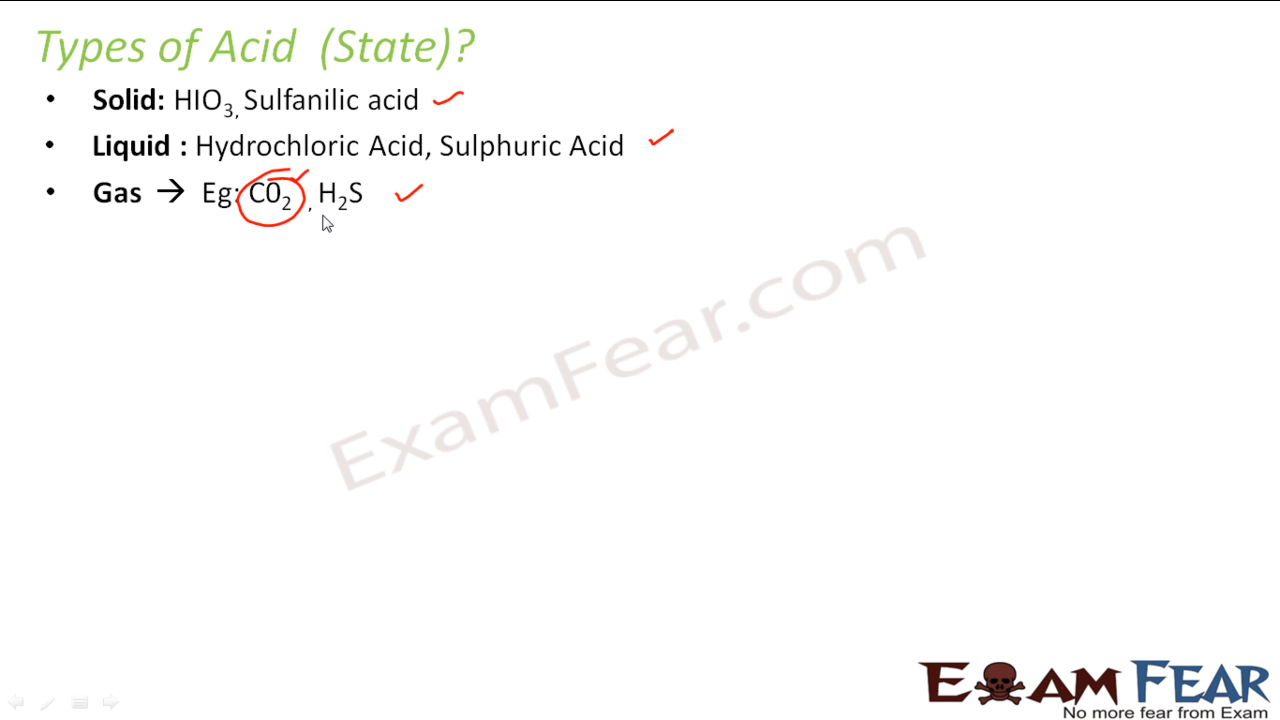 Types of Acid (State)?
• Solid: HIO₃, Sulfanilic acid
• Liquid : Hydrochloric Acid, Sulphuric Acid
• Gas → Eg: C0₂ , H₂S
ExamFear.com
EXAM FEAR
No more fear from Exam